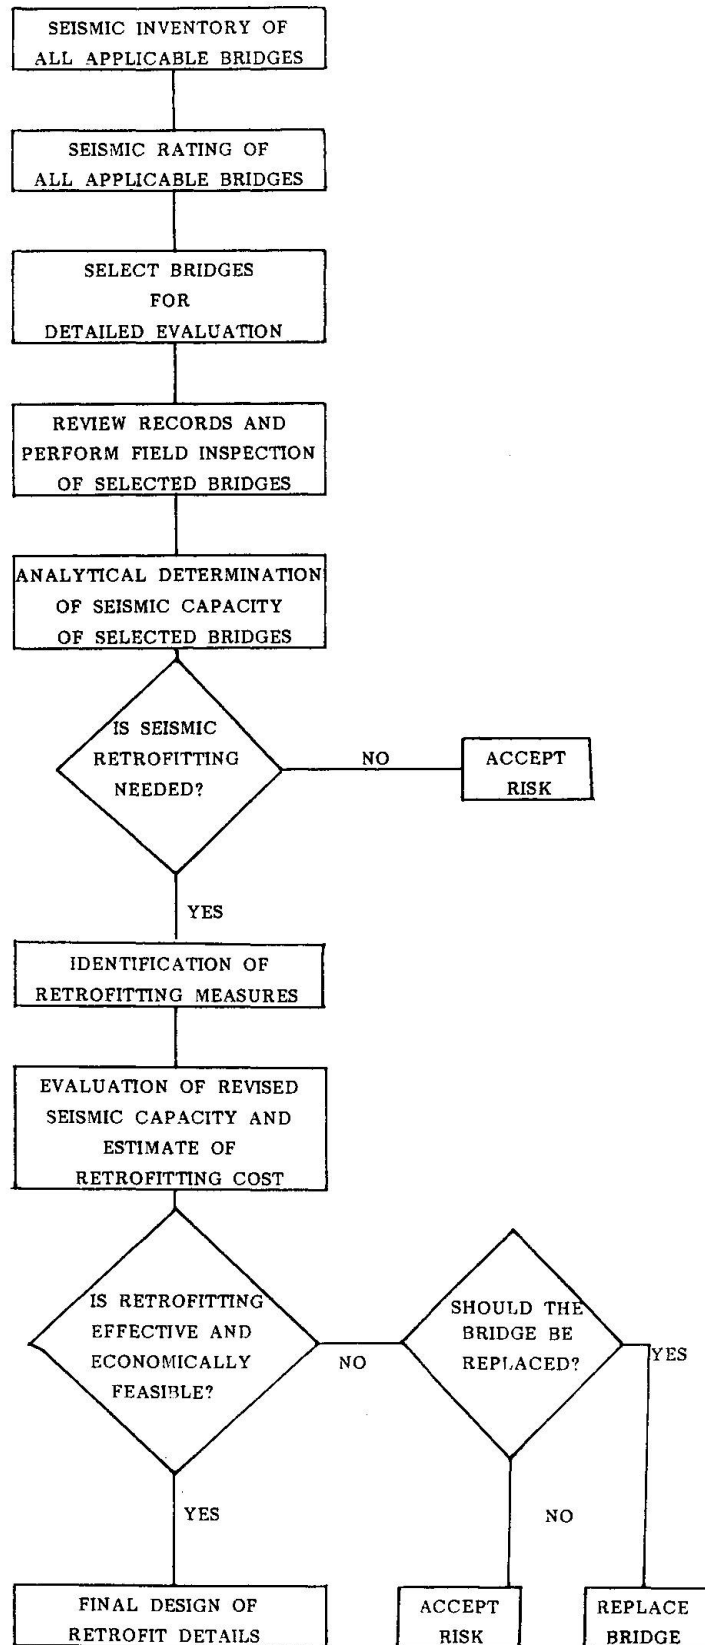 SEISMIC INVENTORY OF
ALL APPLICABLE BRIDGES
SEISMIC RATING OF
ALL APPLICABLE BRIDGES
SELECT BRIDGES
FOR
DETAILED EVALUATION
REVIEW RECORDS AND
PERFORM FIELD INSPECTION
OF SELECTED BRIDGES
ANALYTICAL DETERMINATION
OF SEISMIC CAPACITY
OF SELECTED BRIDGES
IS SEISMIC
RETROFITTING
NEEDED?
NO
ACCEPT
RISK
YES
IDENTIFICATION OF
RETROFITTING MEASURES
EVALUATION OF REVISED
SEISMIC CAPACITY AND
ESTIMATE OF
RETROFITTING COST
IS RETROFITTING
EFFECTIVE AND
ECONOMICALLY
FEASIBLE?
NO
SHOULD THE
BRIDGE BE
REPLACED?
YES
YES
NO
FINAL DESIGN OF
RETROFIT DETAILS
ACCEPT
RISK
REPLACE
BRIDGE